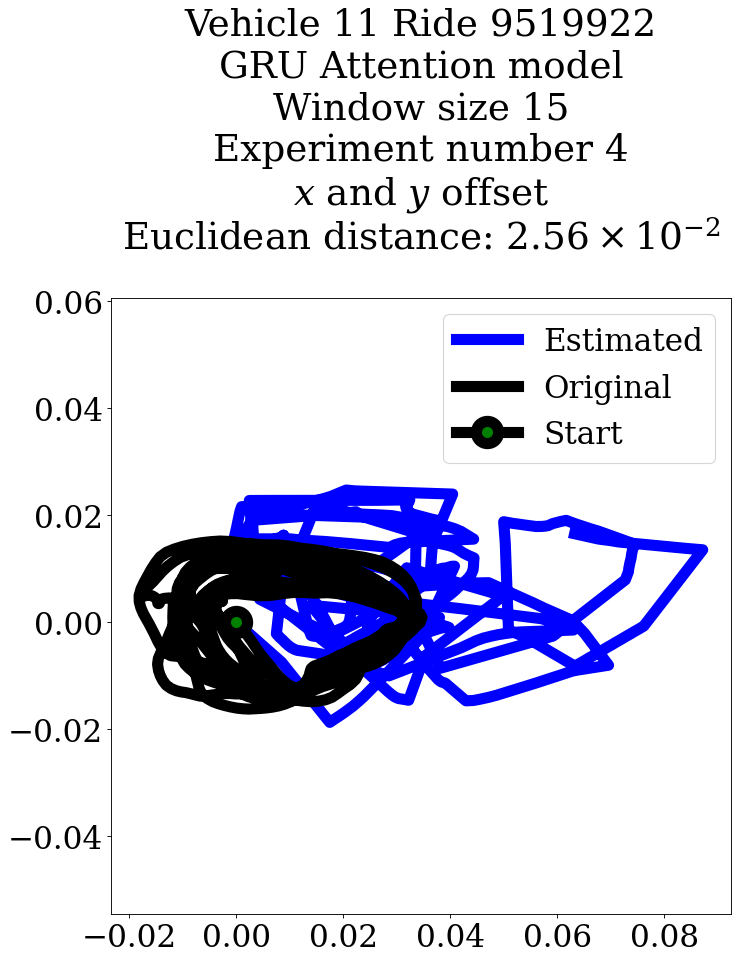 Vehicle 11 Ride 9519922
GRU Attention model
Window size 15
Experiment number 4
x and y offset
Euclidean distance: 2.56 × 10⁻²
0.06
0.04
0.02
0.00
−0.02
−0.04
Estimated
Original
Start
−0.02 0.00 0.02 0.04 0.06 0.08